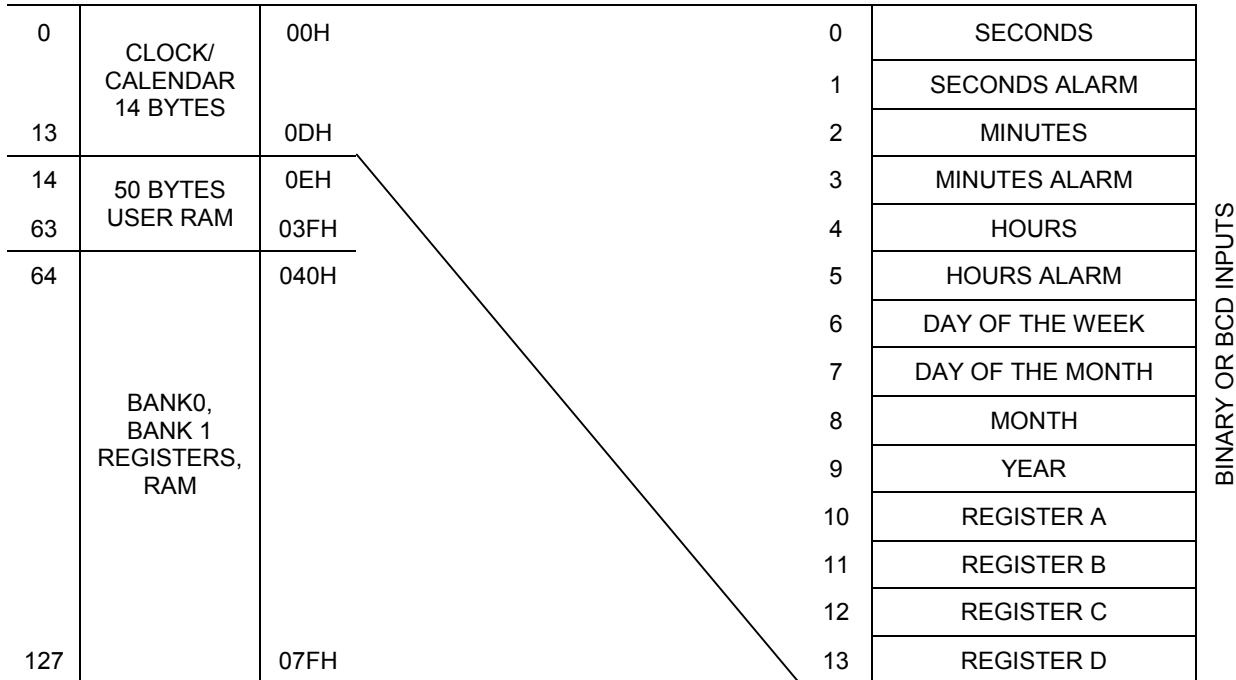 0
CLOCK/
CALENDAR
14 BYTES
00H
13
0DH
14
50 BYTES
USER RAM
0EH
63
03FH
64
040H
BANK0,
BANK 1
REGISTERS,
RAM
127
07FH
0 SECONDS
1 SECONDS ALARM
2 MINUTES
3 MINUTES ALARM
4 HOURS
5 HOURS ALARM
6 DAY OF THE WEEK
7 DAY OF THE MONTH
8 MONTH
9 YEAR
10 REGISTER A
11 REGISTER B
12 REGISTER C
13 REGISTER D
BINARY OR BCD INPUTS